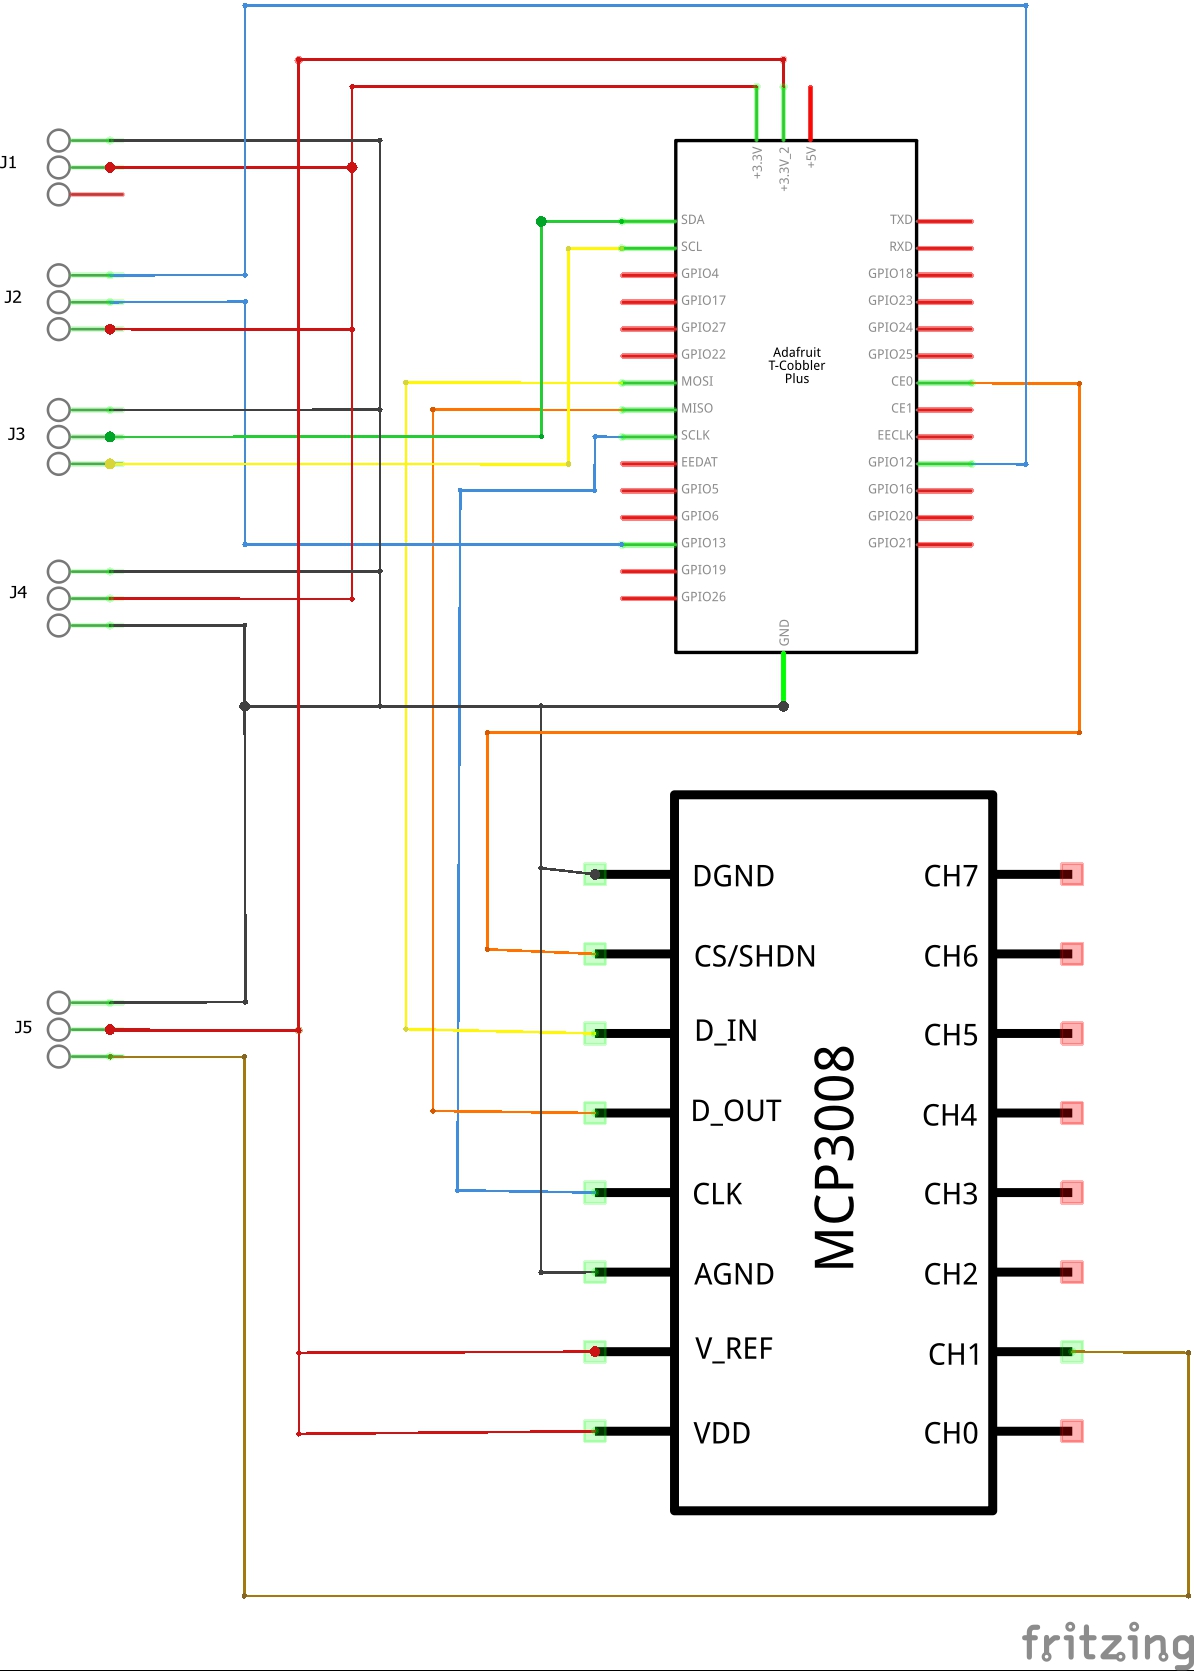 +3.3V
+3.3V_2
+5V
J1
SDA
TXD
SCL
RXD
GPIO4
GPIO18
J2
GPIO17
GPIO23
GPIO27
GPIO24
GPIO22
GPIO25
Adafruit
T-Cobbler
Plus
MOSI
CE0
MISO
CE1
J3
SCLK
EECLK
EEDAT
GPIO12
GPIO5
GPIO16
GPIO6
GPIO20
GPIO13
GPIO21
GPIO19
J4
GPIO26
GND
DGND
CH7
CS/SHDN
CH6
J5
D_IN
CH5
D_OUT
CH4
MCP3008
CLK
CH3
AGND
CH2
V_REF
CH1
VDD
CH0
fritzing